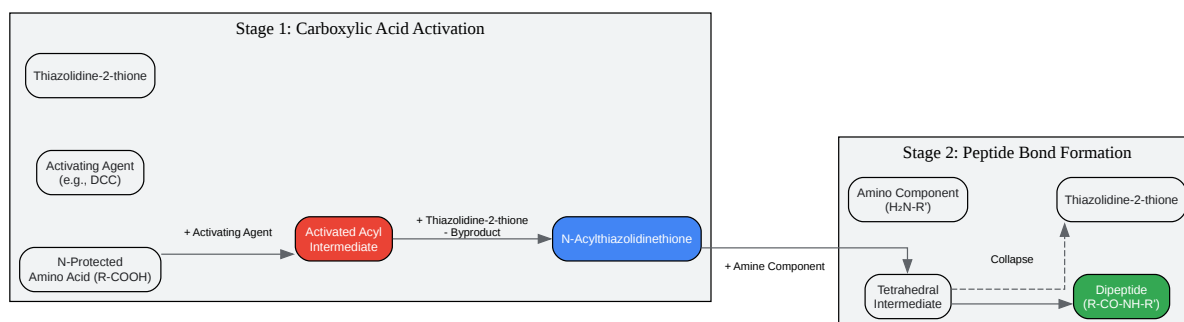 Stage 1: Carboxylic Acid Activation
Thiazolidine-2-thione
Activating Agent
(e.g., DCC)
N-Protected
Amino Acid (R-COOH)
+ Activating Agent
Activated Acyl
Intermediate
+ Thiazolidine-2-thione
- Byproduct
N-Acylthiazolidinethione
+ Amine Component
Stage 2: Peptide Bond Formation
Amino Component
(H₂N-R')
Thiazolidine-2-thione
Collapse
Tetrahedral
Intermediate
Dipeptide
(R-CO-NH-R')